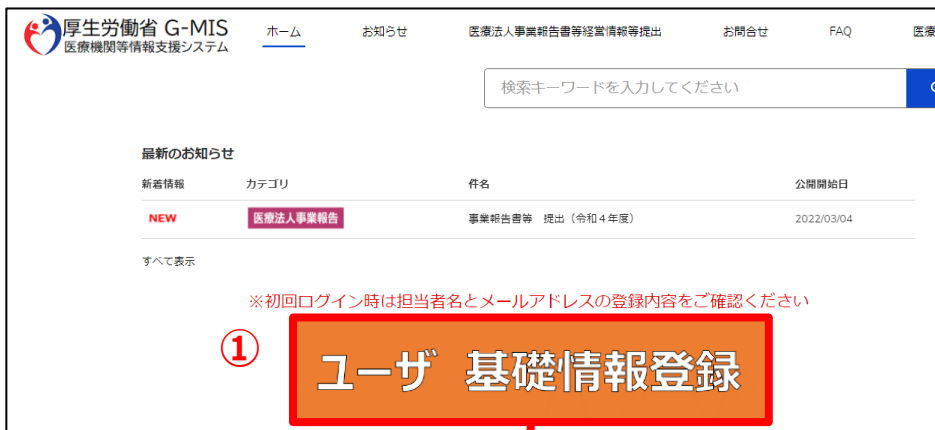 厚生労働省 G-MIS
医療機関等情報支援システム
ホーム お知らせ 医療法人事業報告書等経営情報等提出 お問合せ FAQ 医療
検索キーワードを入力してください
最新のお知らせ
新着情報 カテゴリ 件名 公開開始日
NEW 医療法人事業報告 事業報告書等 提出（令和４年度） 2022/03/04
すべて表示
※初回ログイン時は担当者名とメールアドレスの登録内容をご確認ください
①
ユーザ 基礎情報登録